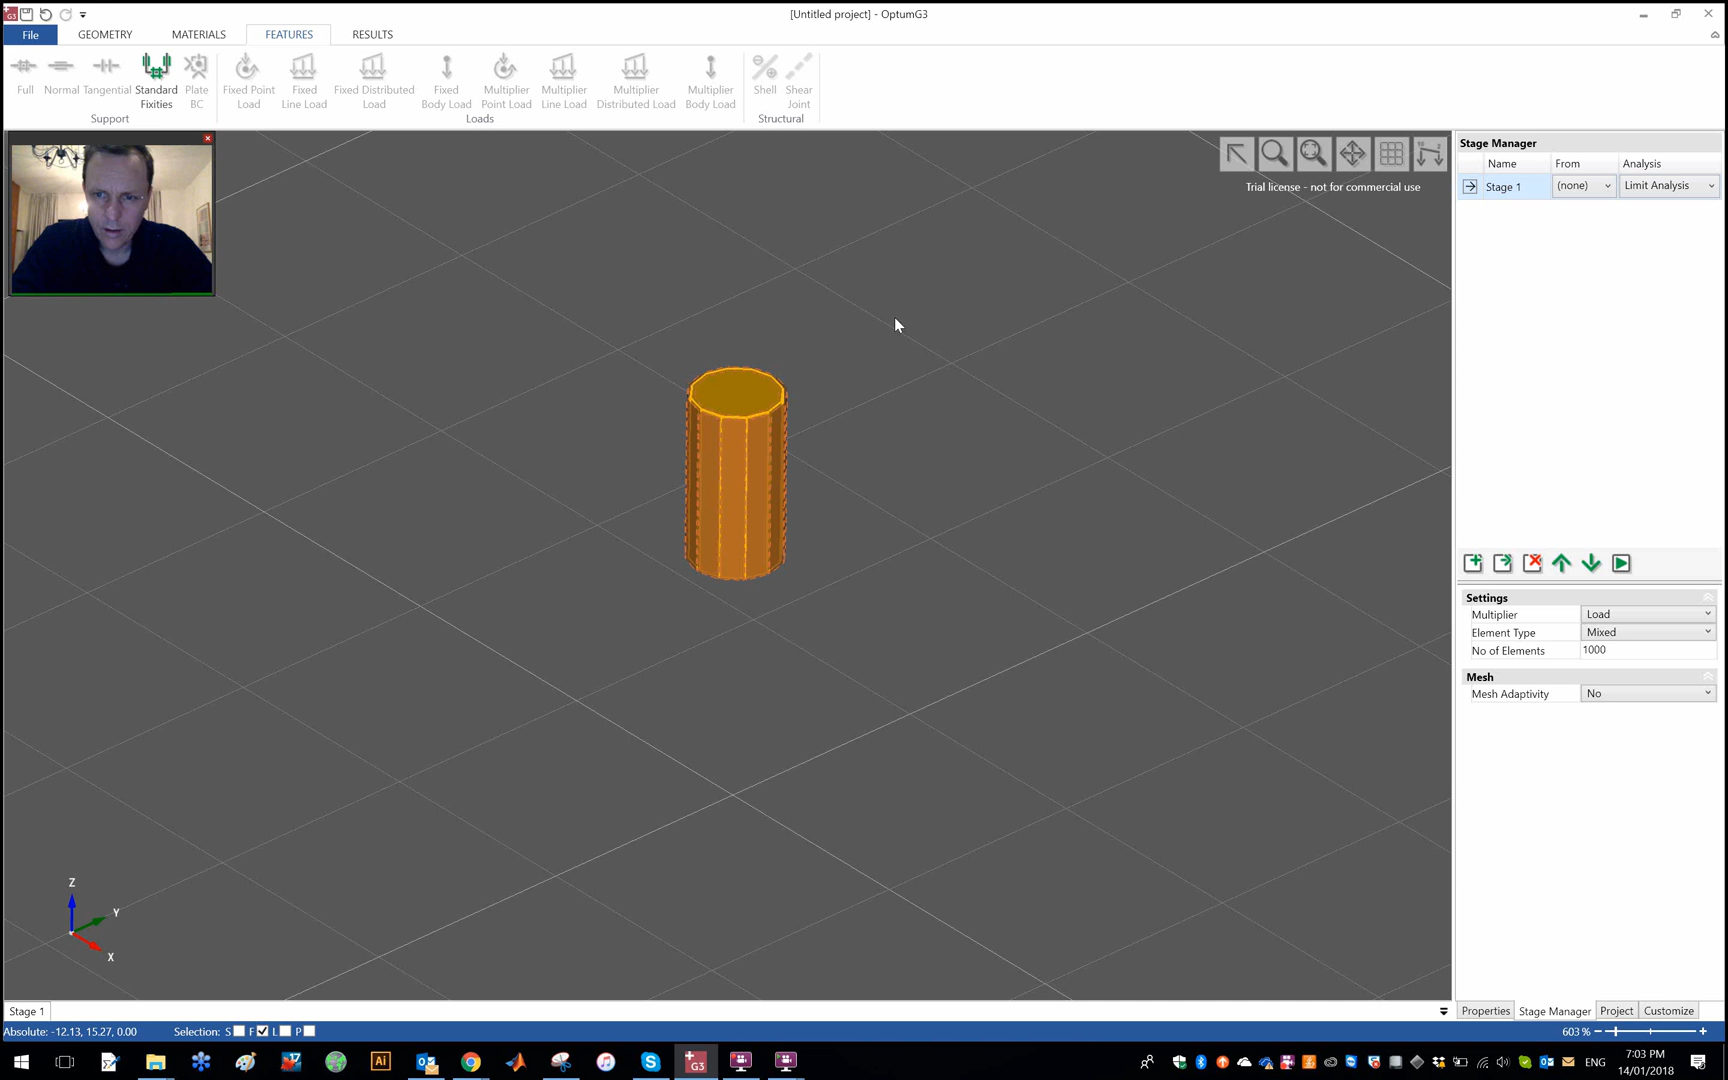 [Untitled project] - OptumG3
File GEOMETRY MATERIALS FEATURES RESULTS
Full Normal Tangential Standard Fixities Plate BC Fixed Point Load Fixed Line Load Fixed Distributed Load Fixed Body Load Multiplier Point Load Multiplier Line Load Multiplier Distributed Load Multiplier Body Load Shell Shear Joint
Support Loads Structural
Stage Manager
Name From Analysis
Stage 1 (none) Limit Analysis
Trial license - not for commercial use
Settings
Multiplier Load
Element Type Mixed
No of Elements 1000
Mesh
Mesh Adaptivity No
Z
Y
X
Stage 1
Properties Stage Manager Project Customize
Absolute: -12.13, 15.27, 0.00 Selection: S F L P 603 %
G3
Ai
ENG
7:03 PM
14/01/2018